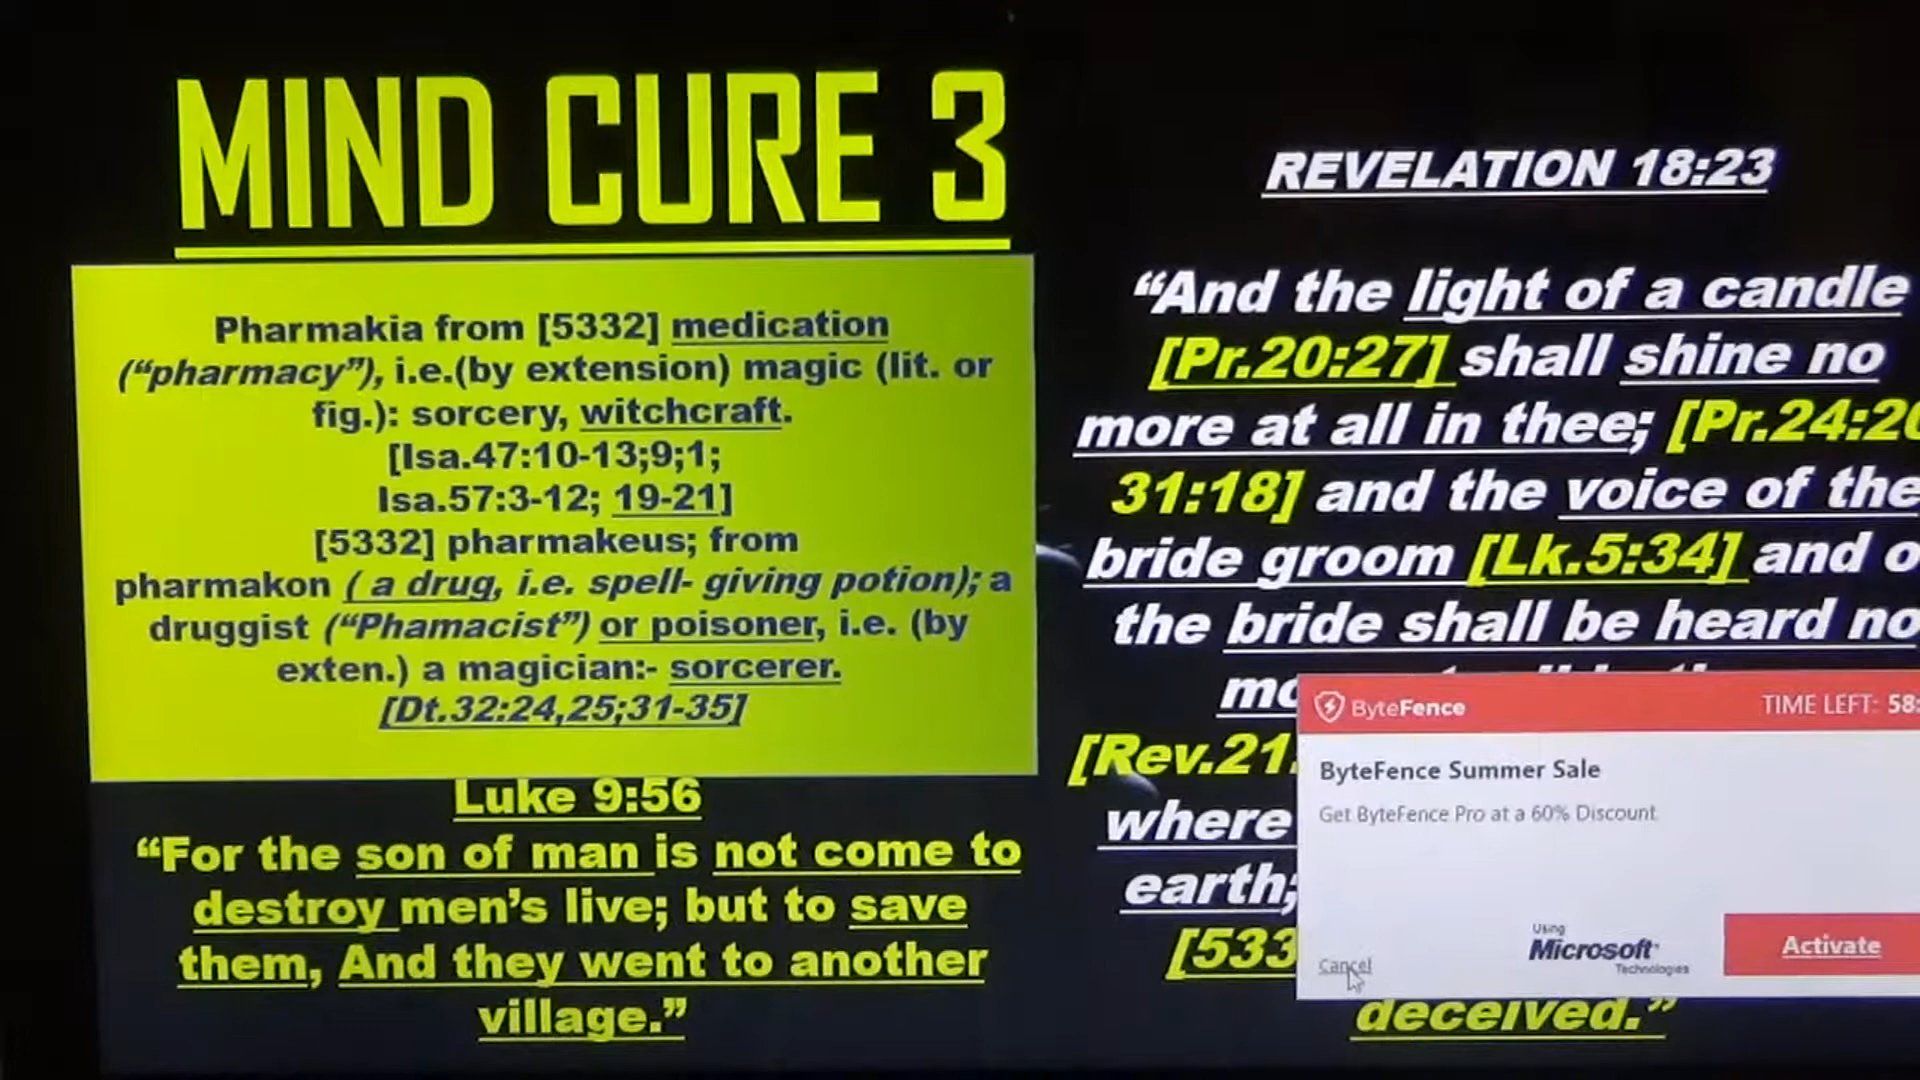 MIND CURE 3
Pharmakia from [5332] medication
("pharmacy"), i.e.(by extension) magic (lit. or
fig.): sorcery, witchcraft.
[Isa.47:10-13;9;1;
Isa.57:3-12; 19-21]
[5332] pharmakeus; from
pharmakon ( a drug, i.e. spell- giving potion); a
druggist ("Phamacist") or poisoner, i.e. (by
exten.) a magician:- sorcerer.
[Dt.32:24,25;31-35]
Luke 9:56
“For the son of man is not come to
destroy men’s live; but to save
them, And they went to another
village.”
REVELATION 18:23
“And the light of a candle
[Pr.20:27] shall shine no
more at all in thee; [Pr.24:20
31:18] and the voice of the
bride groom [Lk.5:34] and o
the bride shall be heard no
mo
[Rev.21:
where
earth;
[533
deceived.”
ByteFence
TIME LEFT: 58:
ByteFence Summer Sale
Get ByteFence Pro at a 60% Discount.
Cancel
Using
Microsoft
Technologies
Activate